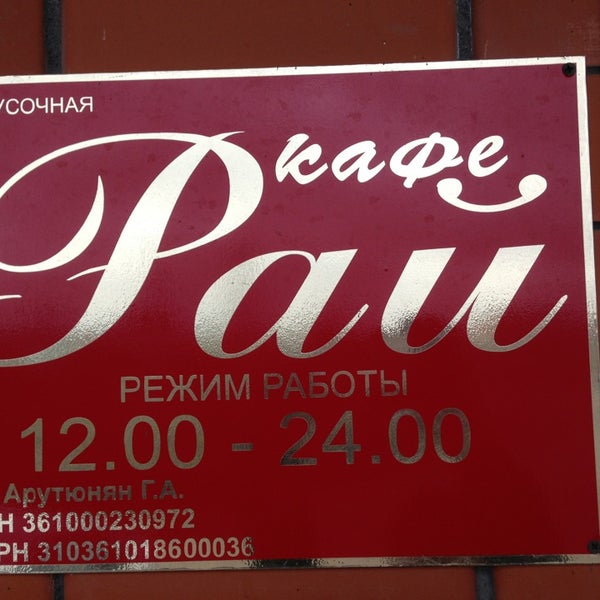 УСОЧНАЯ
кафе
Рай
РЕЖИМ РАБОТЫ
12.00 - 24.00
Арутюнян Г.А.
Н 361000230972
РН 310361018600036